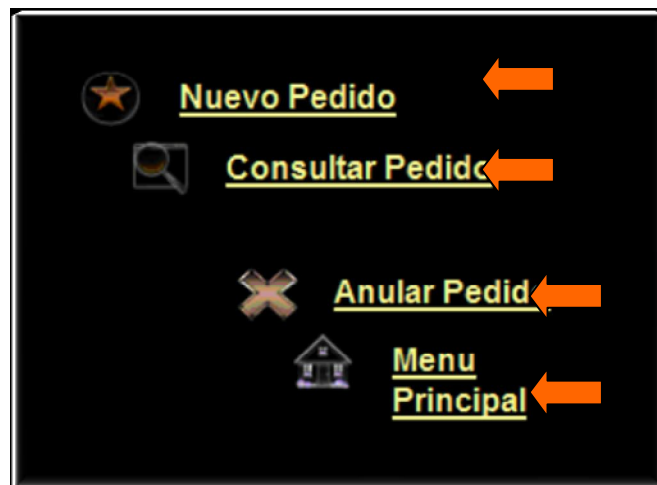 Nuevo Pedido
Consultar Pedido
Anular Pedid
Menu
Principal